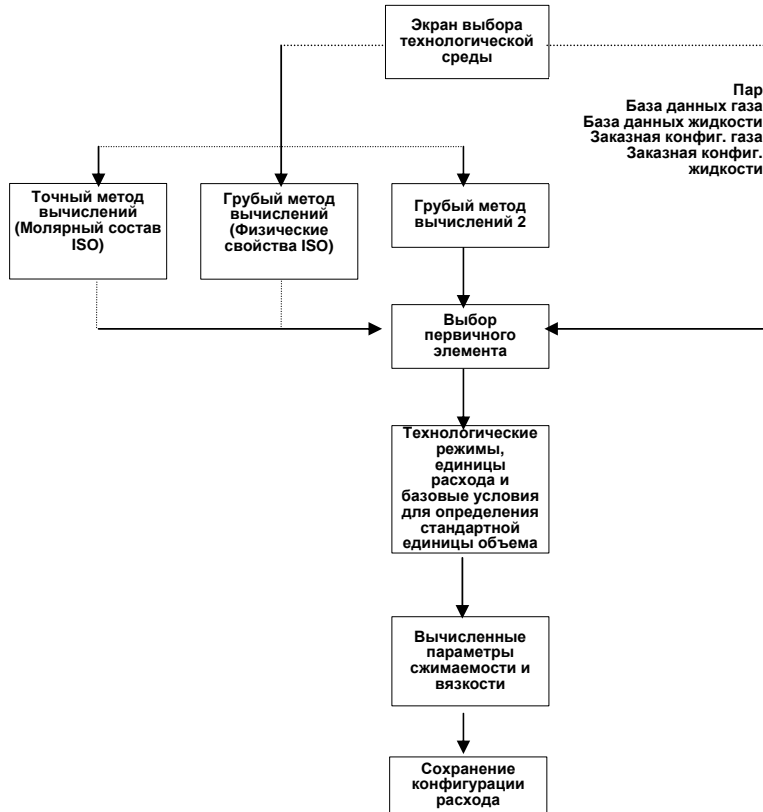 Экран выбора
технологической
среды
Пар
База данных газа
База данных жидкости
Заказная конфиг. газа
Заказная конфиг.
жидкости
Точный метод
вычислений
(Молярный состав
ISO)
Грубый метод
вычислений
(Физические
свойства ISO)
Грубый метод
вычислений 2
Выбор
первичного
элемента
Технологические
режимы,
единицы
расхода и
базовые условия
для определения
стандартной
единицы объема
Вычисленные
параметры
сжимаемости и
вязкости
Сохранение
конфигурации
расхода